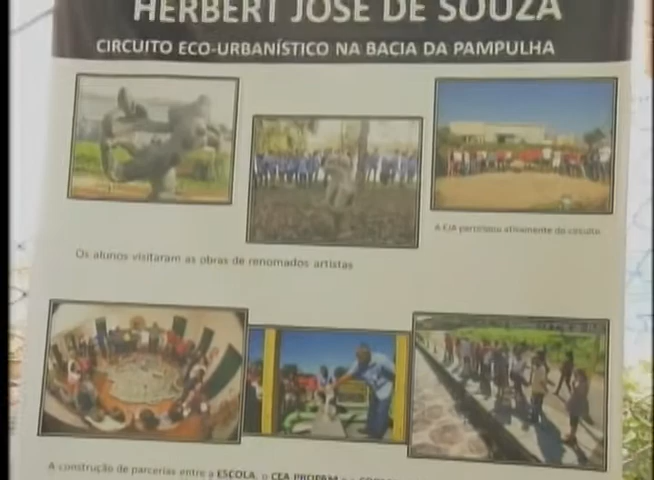 HERBERT JOSÉ DE SOUZA
CIRCUITO ECO-URBANÍSTICO NA BACIA DA PAMPULHA
A EJA participou ativamente do circuito
Os alunos visitaram as obras de renomados artistas
A construção de parcerias entre a ESCOLA, o CEA PROPAM e